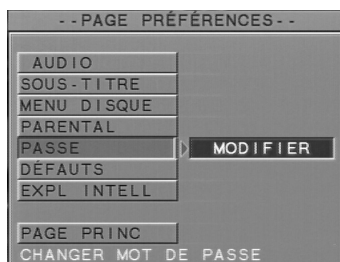 --PAGE PRÉFÉRENCES--
AUDIO
SOUS-TITRE
MENU DISQUE
PARENTAL
PASSE MODIFIER
DÉFAUTS
EXPL INTELL
PAGE PRINC
CHANGER MOT DE PASSE